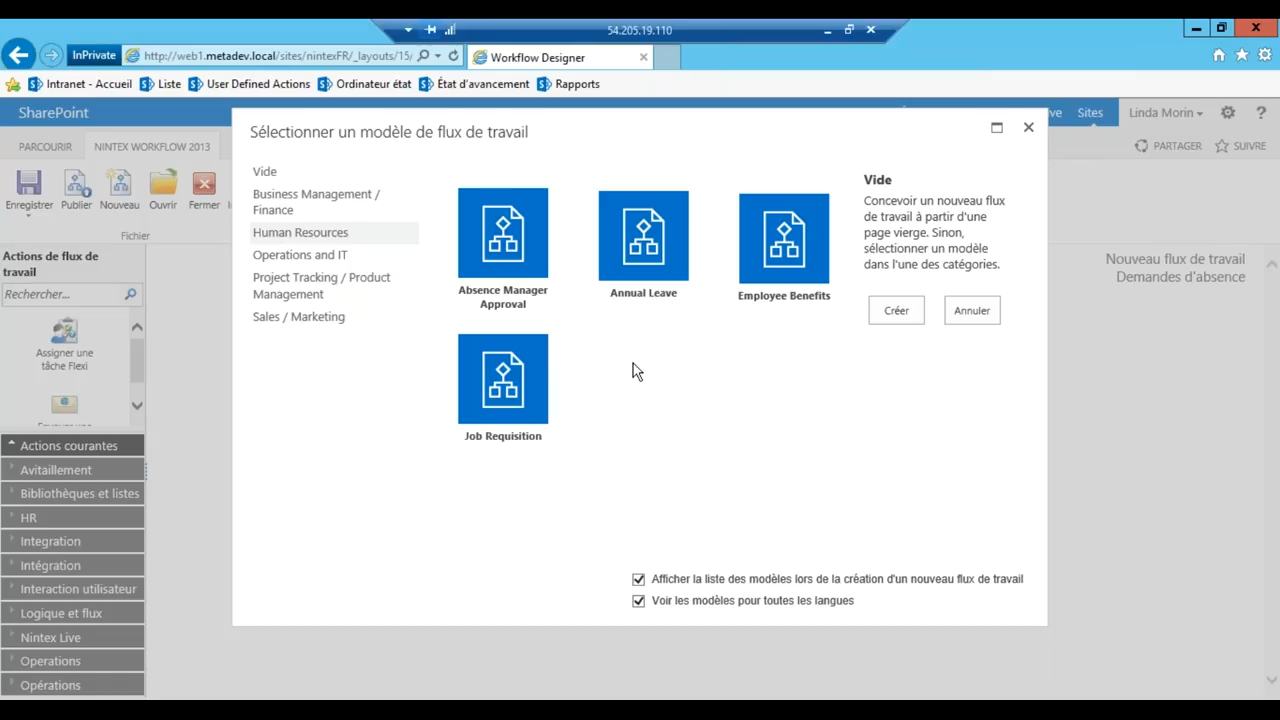 54.205.19.110
InPrivate
http://web1.metadev.local/sites/nintexFR/_layouts/15/
Workflow Designer
Intranet - Accueil
Liste
User Defined Actions
Ordinateur état
État d'avancement
Rapports
SharePoint
Sites
Linda Morin
PARCOURIR
NINTEX WORKFLOW 2013
PARTAGER
SUIVRE
Enregistrer
Publier
Nouveau
Ouvrir
Fermer
Fichier
Actions de flux de
travail
Rechercher...
Assigner une
tâche Flexi
Actions courantes
Avitaillement
Bibliothèques et listes
HR
Integration
Intégration
Interaction utilisateur
Logique et flux
Nintex Live
Operations
Opérations
Sélectionner un modèle de flux de travail
Vide
Business Management /
Finance
Human Resources
Operations and IT
Project Tracking / Product
Management
Sales / Marketing
Absence Manager
Approval
Annual Leave
Employee Benefits
Job Requisition
Vide
Concevoir un nouveau flux
de travail à partir d'une
page vierge. Sinon,
sélectionner un modèle
dans l'une des catégories.
Créer
Annuler
Afficher la liste des modèles lors de la création d'un nouveau flux de travail
Voir les modèles pour toutes les langues
Nouveau flux de travail
Demandes d'absence